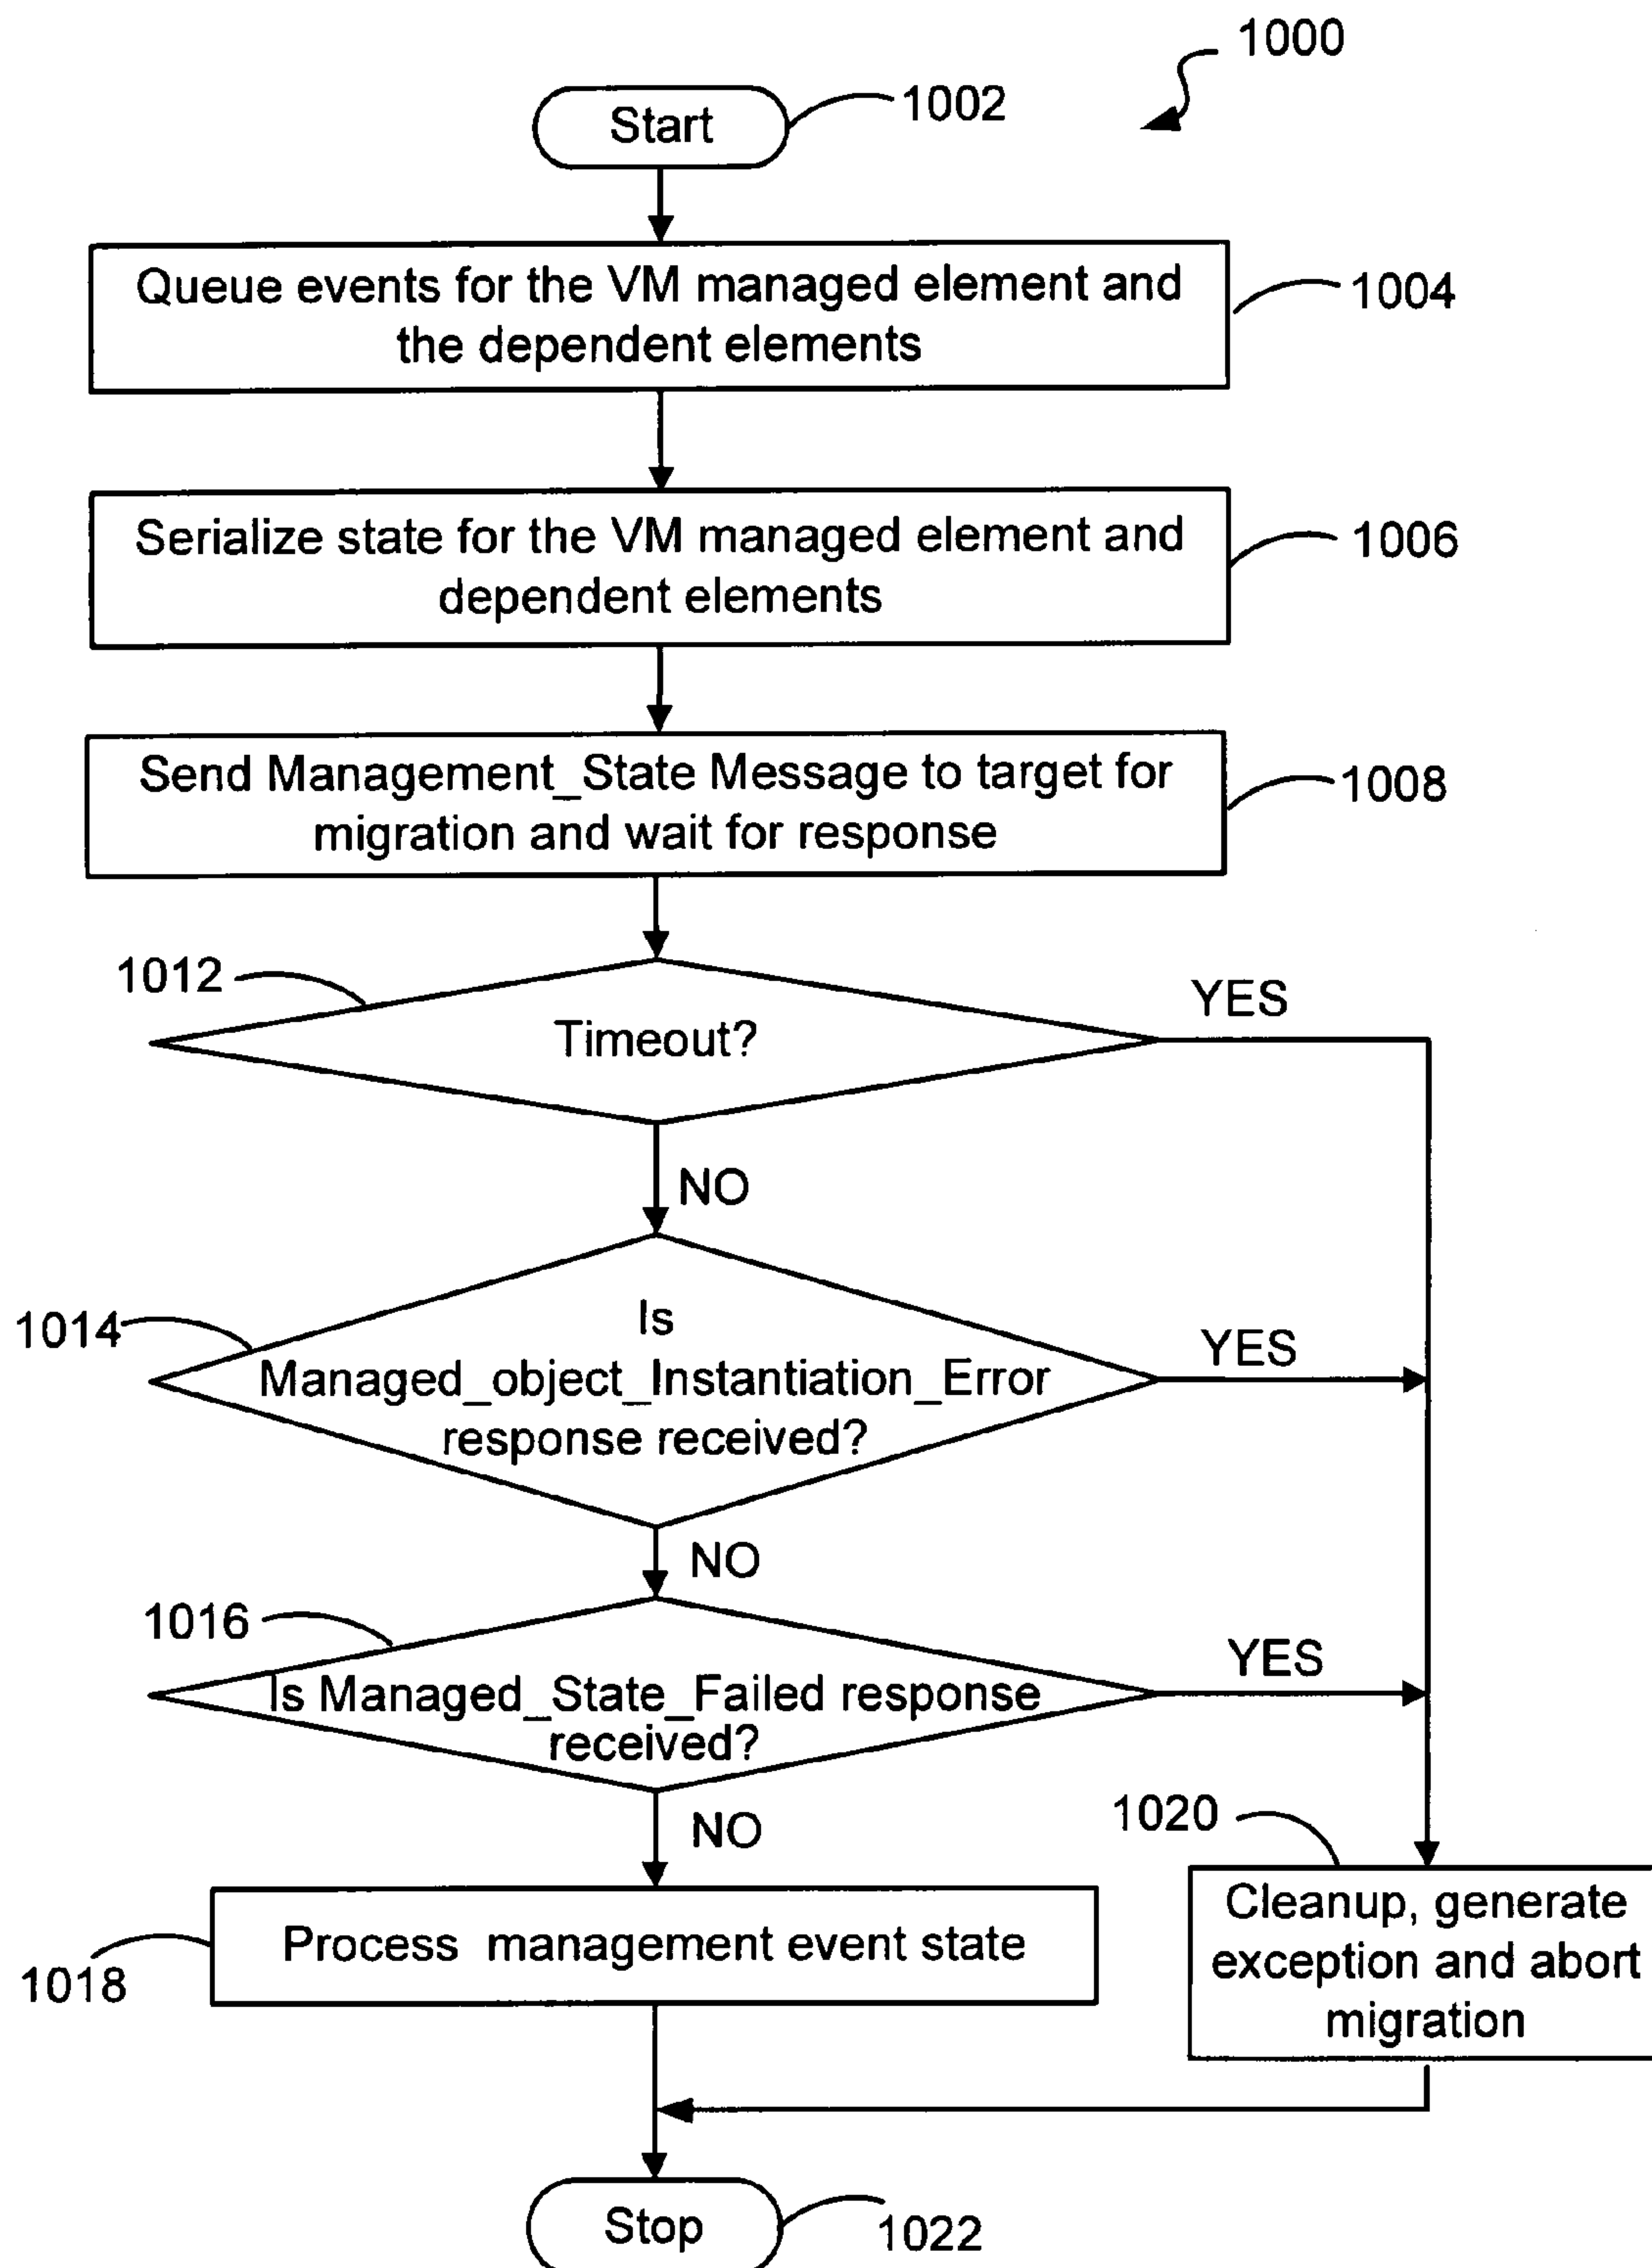 1000
Start
1002
Queue events for the VM managed element and
the dependent elements
1004
Serialize state for the VM managed element and
dependent elements
1006
Send Management_State Message to target for
migration and wait for response
1008
1012
Timeout?
YES
NO
1014
Is
Managed_object_Instantiation_Error
response received?
YES
NO
1016
Is Managed_State_Failed response
received?
YES
NO
1018
Process management event state
1020
Cleanup, generate
exception and abort
migration
Stop
1022